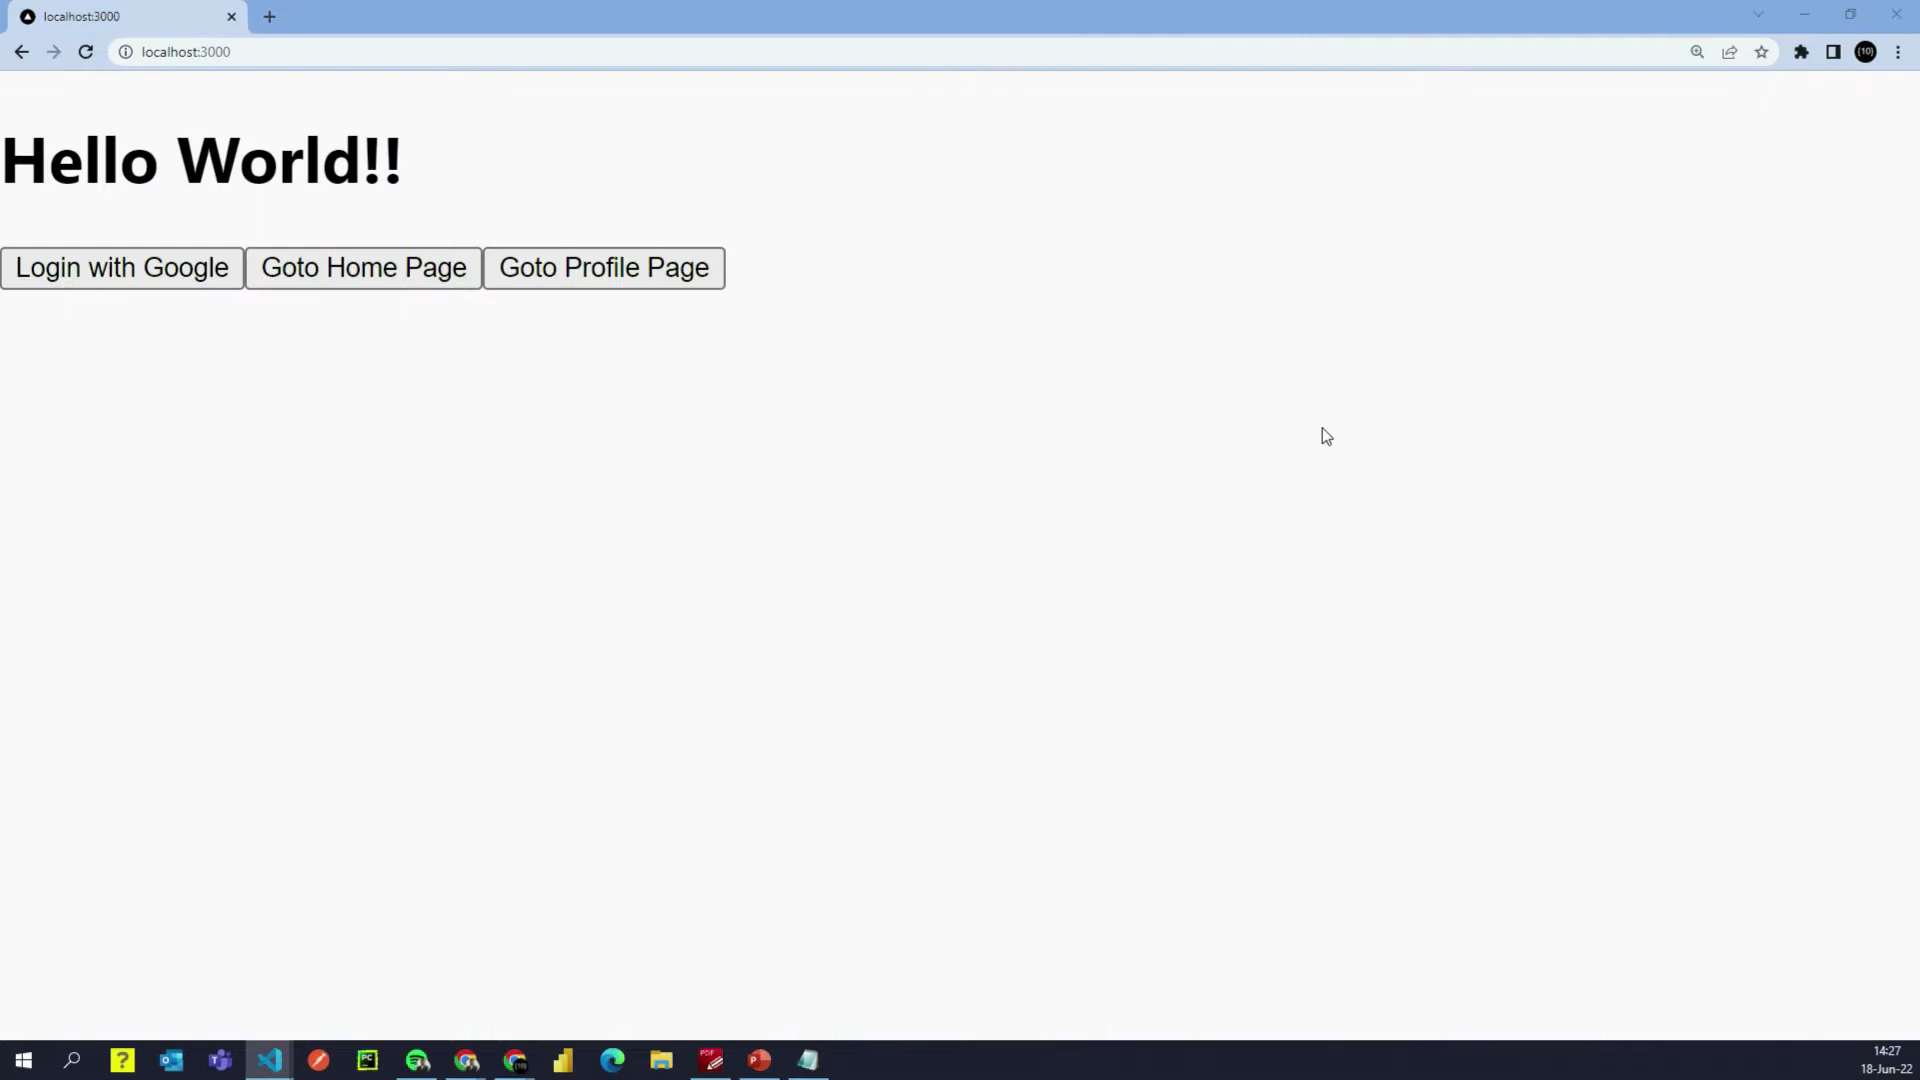 localhost:3000
localhost:3000
Hello World!!
Login with Google Goto Home Page Goto Profile Page
14:27
18-Jun-22